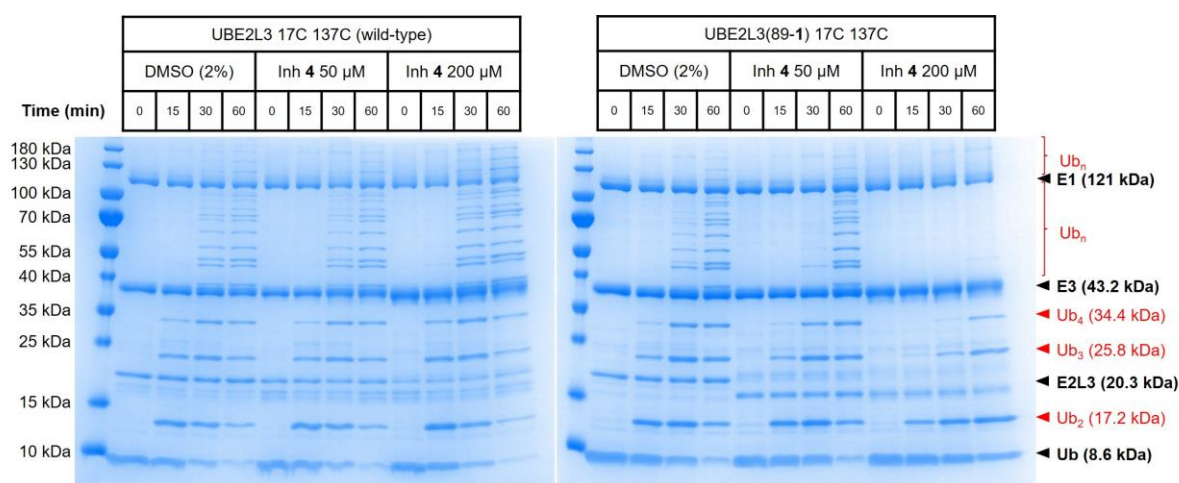 UBE2L3 17C 137C (wild-type)
UBE2L3(89-1) 17C 137C
DMSO (2%) Inh 4 50 µM Inh 4 200 µM
DMSO (2%) Inh 4 50 µM Inh 4 200 µM
Time (min) 0 15 30 60 0 15 30 60 0 15 30 60
0 15 30 60 0 15 30 60 0 15 30 60
180 kDa
130 kDa
100 kDa
70 kDa
55 kDa
40 kDa
35 kDa
25 kDa
15 kDa
10 kDa
Ubn
E1 (121 kDa)
Ubn
E3 (43.2 kDa)
Ub4 (34.4 kDa)
Ub3 (25.8 kDa)
E2L3 (20.3 kDa)
Ub2 (17.2 kDa)
Ub (8.6 kDa)